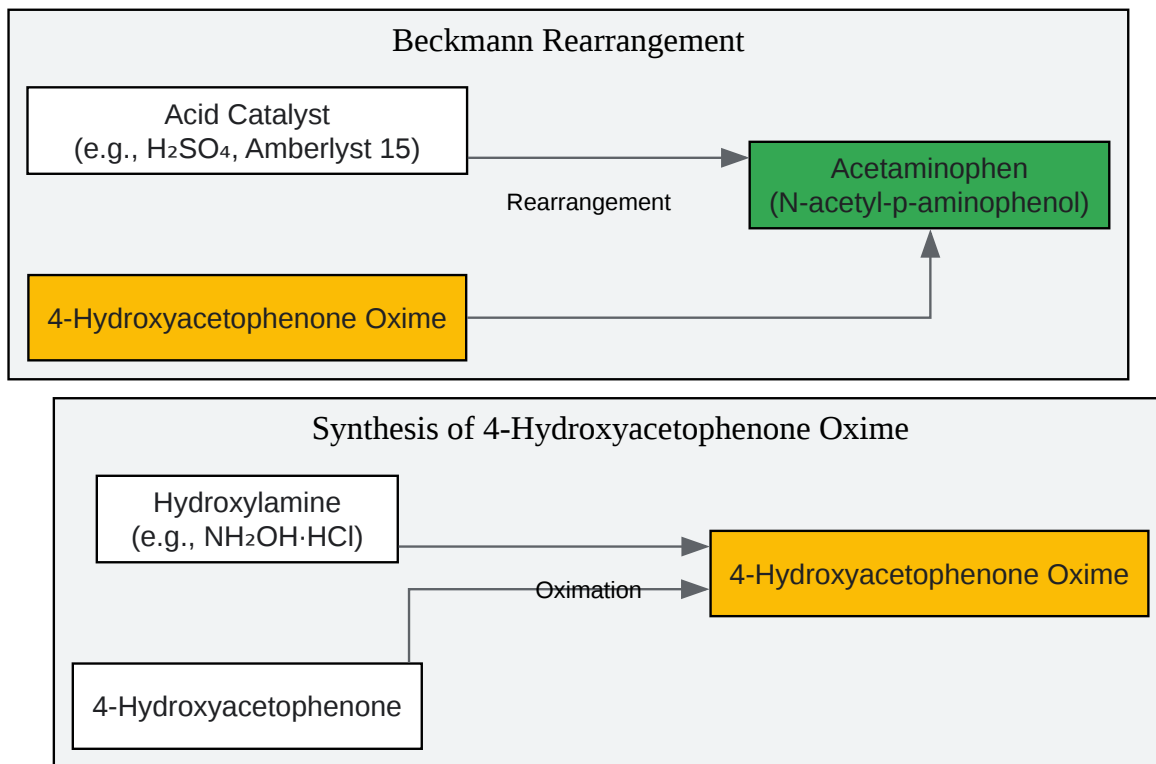 Beckmann Rearrangement
Acid Catalyst
(e.g., H₂SO₄, Amberlyst 15)
Rearrangement
Acetaminophen
(N-acetyl-p-aminophenol)
4-Hydroxyacetophenone Oxime
Synthesis of 4-Hydroxyacetophenone Oxime
Hydroxylamine
(e.g., NH₂OH·HCl)
Oximation
4-Hydroxyacetophenone Oxime
4-Hydroxyacetophenone